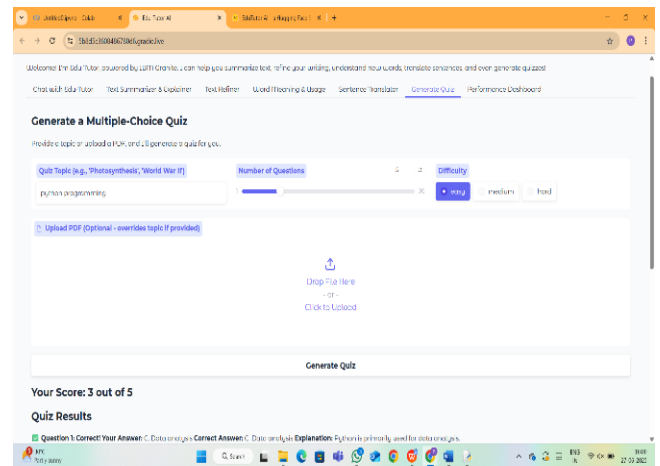 Edu Tutor AI
Welcome! I'm Edu Tutor, powered by IBM Granite. I can help you summarize text, refine your writing, understand new words, translate sentences, and even generate quizzes!
Chat with Edu-Tutor Text Summarizer & Explainer Text Refiner Word Meaning & Usage Sentence Translator Generate Quiz Performance Dashboard
Generate a Multiple-Choice Quiz
Provide a topic or upload a PDF, and I'll generate a quiz for you.
Quiz Topic (e.g., 'Photosynthesis', 'World War II') Number of Questions Difficulty
python programming easy medium hard
Upload PDF (Optional - overrides topic if provided)
Drop File Here
- or -
Click to Upload
Generate Quiz
Your Score: 3 out of 5
Quiz Results
Question 1: Correct! Your Answer: C. Data analysis Correct Answer: C. Data analysis Explanation: Python is primarily used for data analysis.
Search